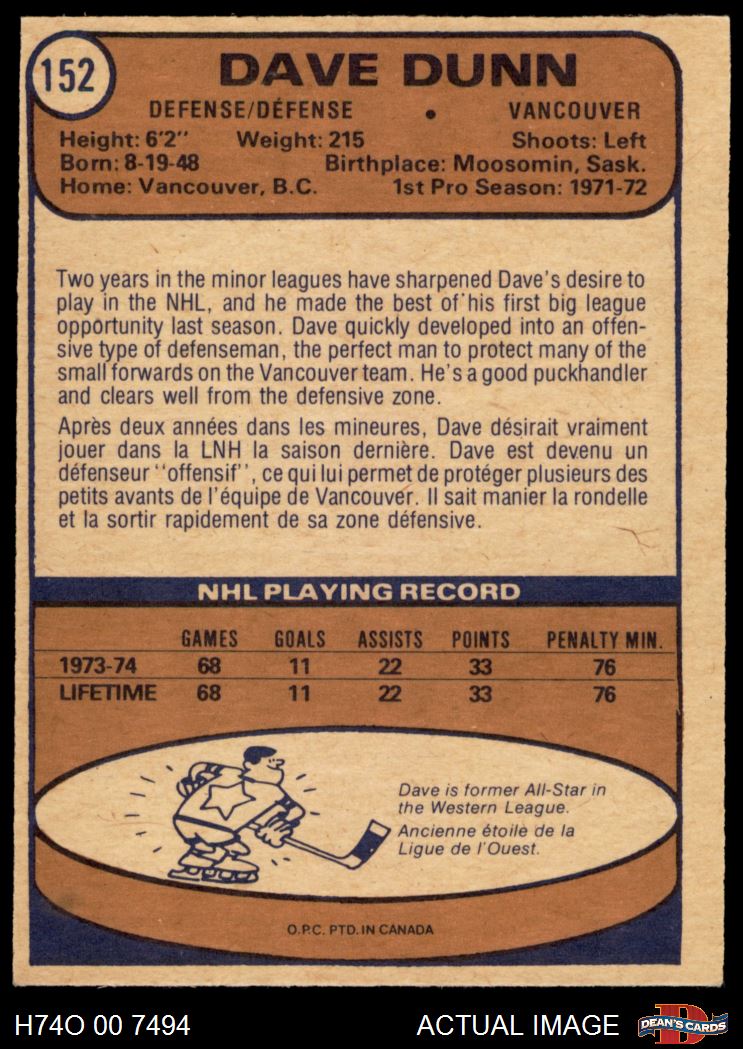 152
DAVE DUNN
DEFENSE/DÉFENSE • VANCOUVER
Height: 6'2" Weight: 215 Shoots: Left
Born: 8-19-48 Birthplace: Moosomin, Sask.
Home: Vancouver, B.C. 1st Pro Season: 1971-72
Two years in the minor leagues have sharpened Dave's desire to
play in the NHL, and he made the best of his first big league
opportunity last season. Dave quickly developed into an offen-
sive type of defenseman, the perfect man to protect many of the
small forwards on the Vancouver team. He's a good puckhandler
and clears well from the defensive zone.
Après deux années dans les mineures, Dave désirait vraiment
jouer dans la LNH la saison dernière. Dave est devenu un
défenseur ''offensif'', ce qui lui permet de protéger plusieurs des
petits avants de l'équipe de Vancouver. Il sait manier la rondelle
et la sortir rapidement de sa zone défensive.
NHL PLAYING RECORD
GAMES GOALS ASSISTS POINTS PENALTY MIN.
1973-74 68 11 22 33 76
LIFETIME 68 11 22 33 76
Dave is former All-Star in
the Western League.
Ancienne étoile de la
Ligue de l'Ouest.
O.P.C. PTD. IN CANADA
H74O 00 7494 ACTUAL IMAGE DEAN'S CARDS